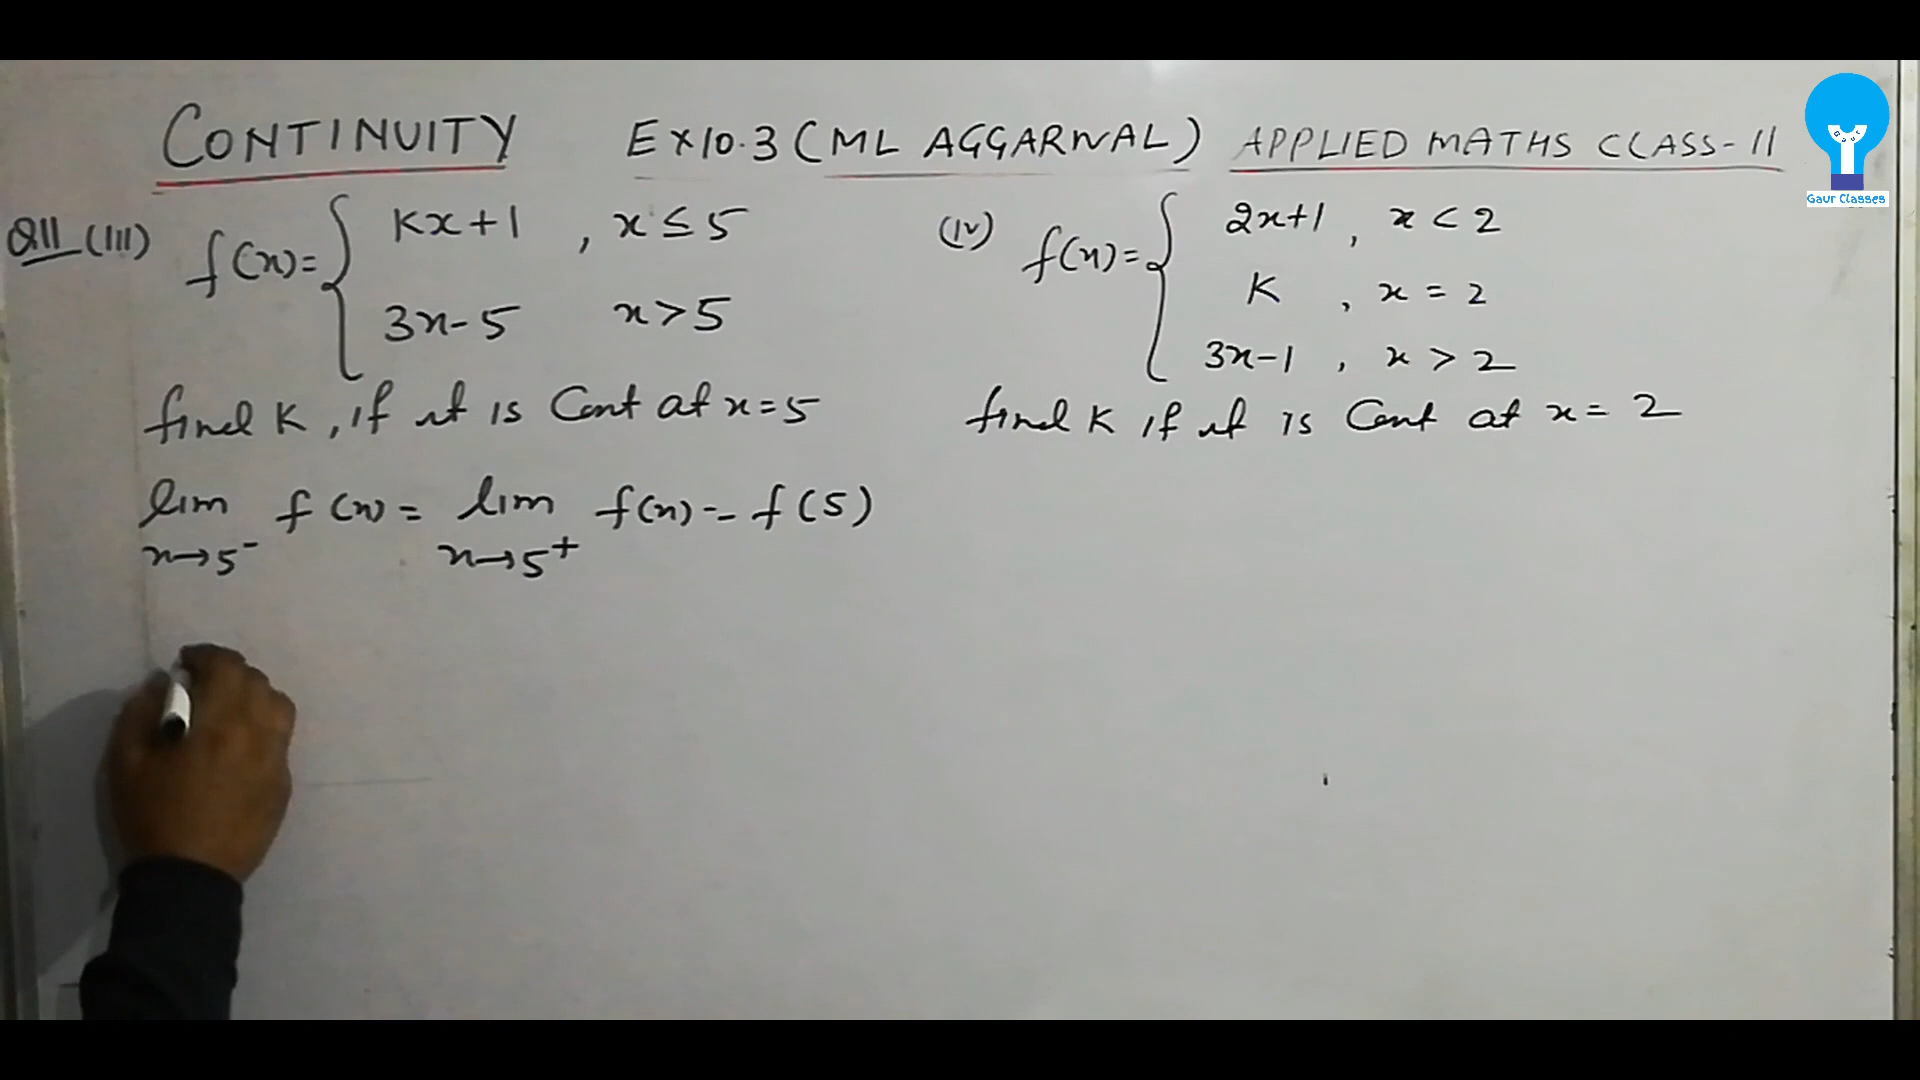 CONTINUITY EX10.3 (ML AGGARWAL) APPLIED MATHS CLASS-11
Gaur
Gaur Classes
Q11 (III) f(x)= { Kx+1 , x ≤ 5
3x-5 x>5
find K, if it is Cont at x=5
lim f(x) = lim f(x) = f(5)
x→5⁻ x→5⁺
(IV) f(x)= { 2x+1 , x < 2
K , x = 2
3x-1 , x > 2
find K if it is Cont at x= 2